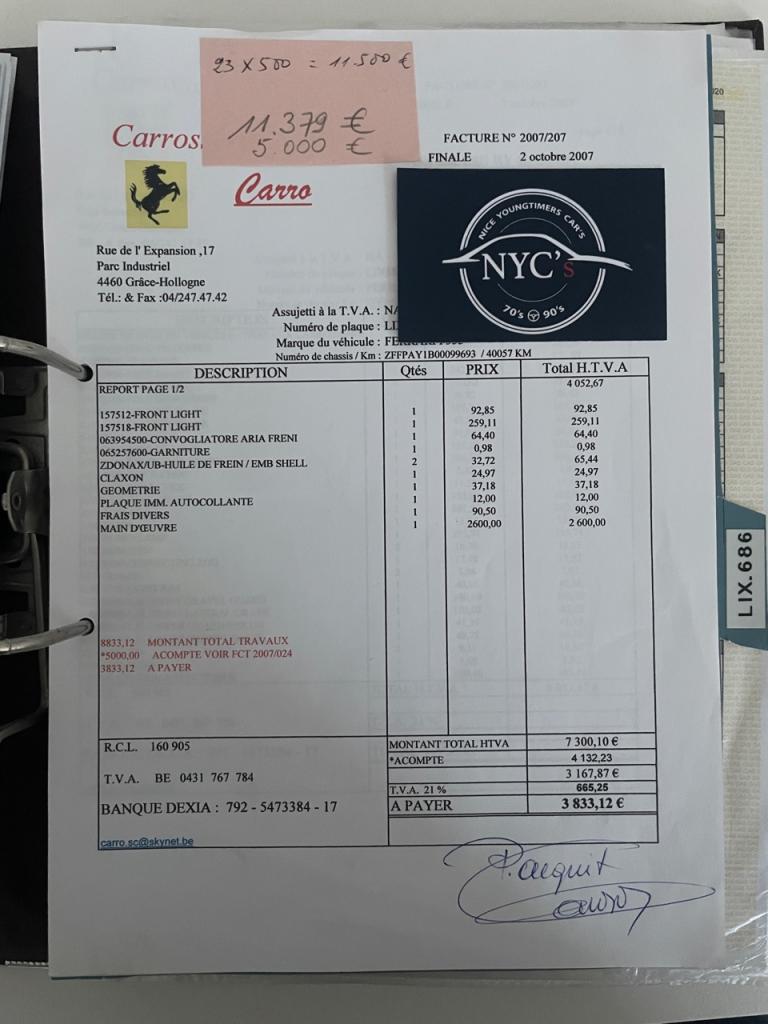 23 x 500 = 11.500 €
11.379 €
5.000 €
Carros
FACTURE N° 2007/207
FINALE 2 octobre 2007
Carro
NICE YOUNGTIMERS CAR'S
NYC's
70's 90's
Rue de l' Expansion ,17
Parc Industriel
4460 Grâce-Hollogne
Tél.: & Fax :04/247.47.42
Assujetti à la T.V.A. : NA
Numéro de plaque :
Marque du véhicule :
Numéro de chassis / Km : ZFFPAY1B00099693 / 40057 KM
DESCRIPTION Qtés PRIX Total H.T.V.A
REPORT PAGE 1/2 4 052,67
157512-FRONT LIGHT 1 92,85 92,85
157518-FRONT LIGHT 1 259,11 259,11
063954500-CONVOGLIATORE ARIA FRENI 1 64,40 64,40
065257600-GARNITURE 1 0,98 0,98
ZDONAX/UB-HUILE DE FREIN / EMB SHELL 2 32,72 65,44
CLAXON 1 24,97 24,97
GEOMETRIE 1 37,18 37,18
PLAQUE IMM. AUTOCOLLANTE 1 12,00 12,00
FRAIS DIVERS 1 90,50 90,50
MAIN D'ŒUVRE 1 2600,00 2 600,00
8833,12 MONTANT TOTAL TRAVAUX
*5000,00 ACOMPTE VOIR FCT 2007/024
3833,12 A PAYER
R.C.L. 160 905
MONTANT TOTAL HTVA 7 300,10 €
*ACOMPTE 4 132,23
3 167,87 €
T.V.A. BE 0431 767 784
T.V.A. 21 % 665,25
BANQUE DEXIA : 792 - 5473384 - 17
A PAYER 3 833,12 €
carro.sc@skynet.be
P. acquit
LIX.686